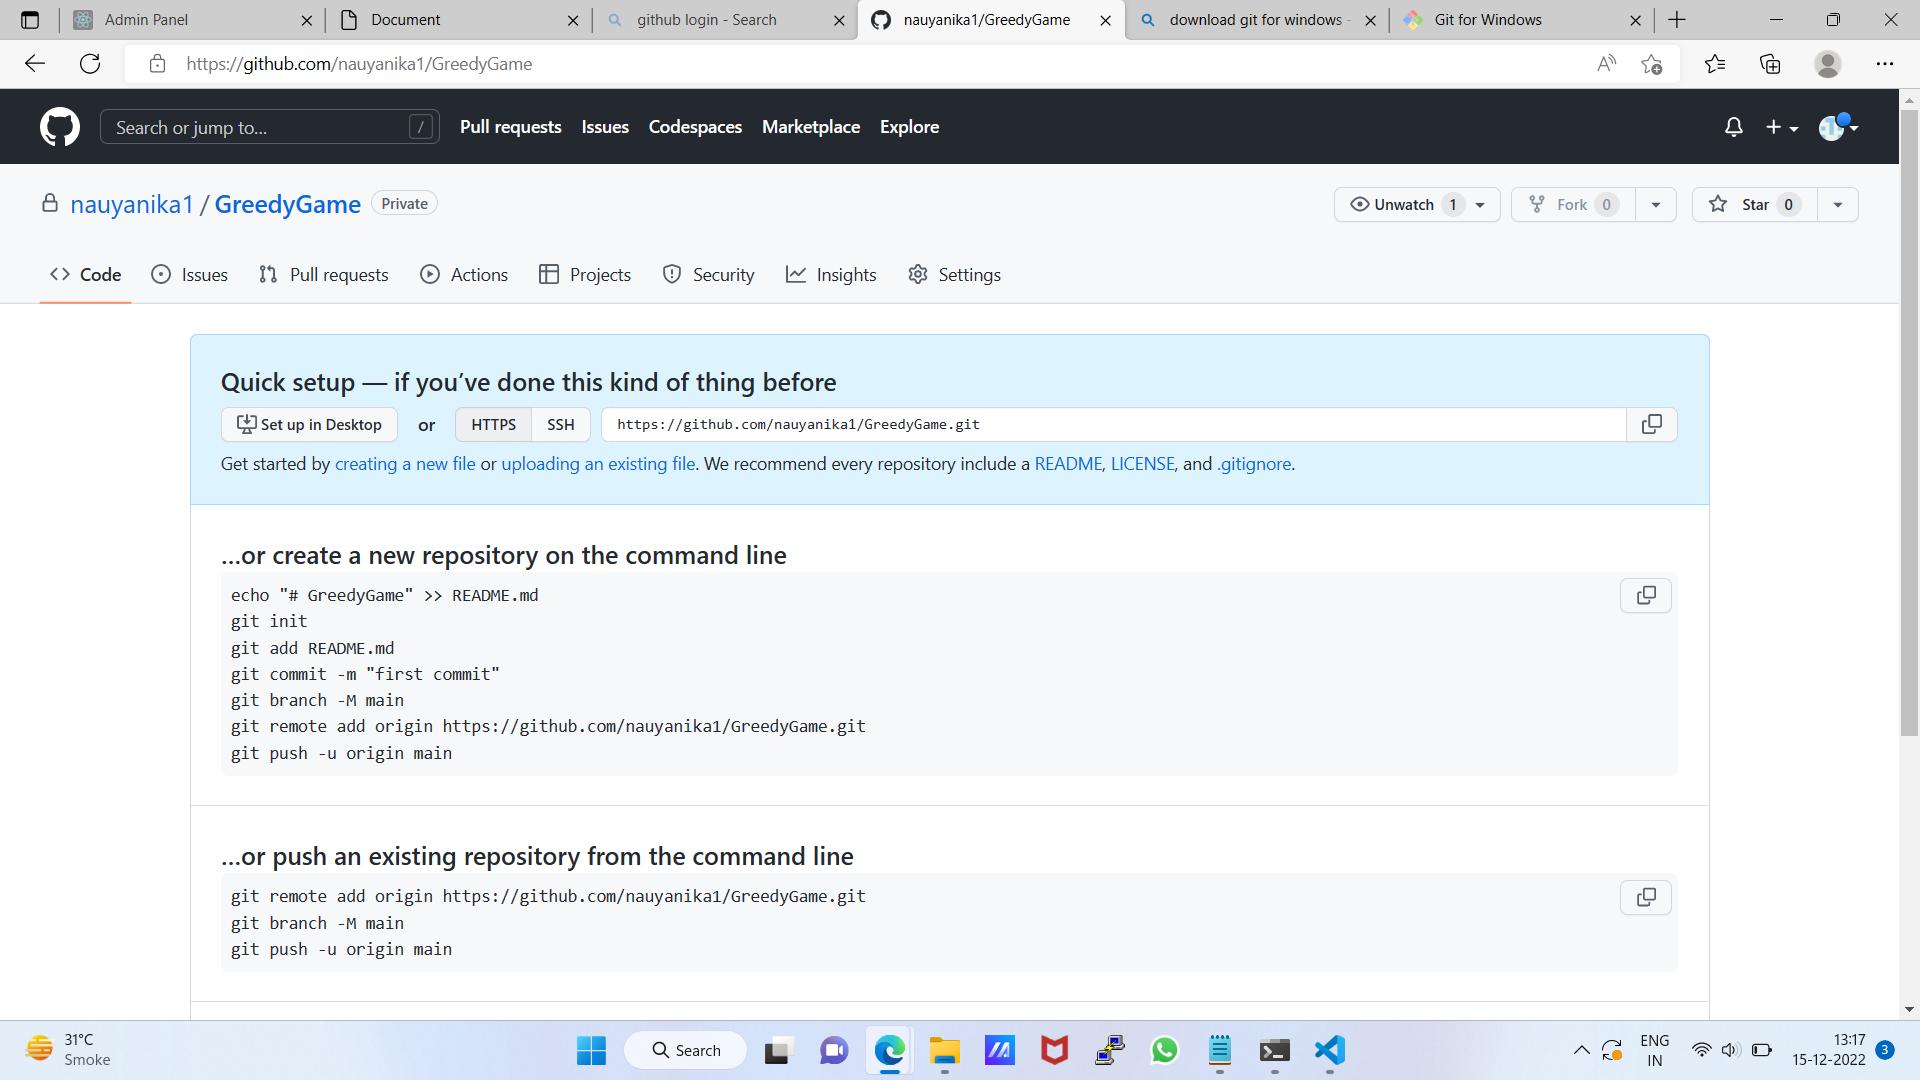 Admin Panel
Document
github login - Search
nauyanika1/GreedyGame
download git for windows -
Git for Windows
https://github.com/nauyanika1/GreedyGame
Search or jump to...
/
Pull requests
Issues
Codespaces
Marketplace
Explore
nauyanika1 / GreedyGame
Private
Unwatch 1
Fork 0
Star 0
Code
Issues
Pull requests
Actions
Projects
Security
Insights
Settings
Quick setup — if you’ve done this kind of thing before
Set up in Desktop
or
HTTPS
SSH
https://github.com/nauyanika1/GreedyGame.git
Get started by creating a new file or uploading an existing file. We recommend every repository include a README, LICENSE, and .gitignore.
…or create a new repository on the command line
echo "# GreedyGame" >> README.md
git init
git add README.md
git commit -m "first commit"
git branch -M main
git remote add origin https://github.com/nauyanika1/GreedyGame.git
git push -u origin main
…or push an existing repository from the command line
git remote add origin https://github.com/nauyanika1/GreedyGame.git
git branch -M main
git push -u origin main
31°C
Smoke
Search
ENG
IN
13:17
15-12-2022
3